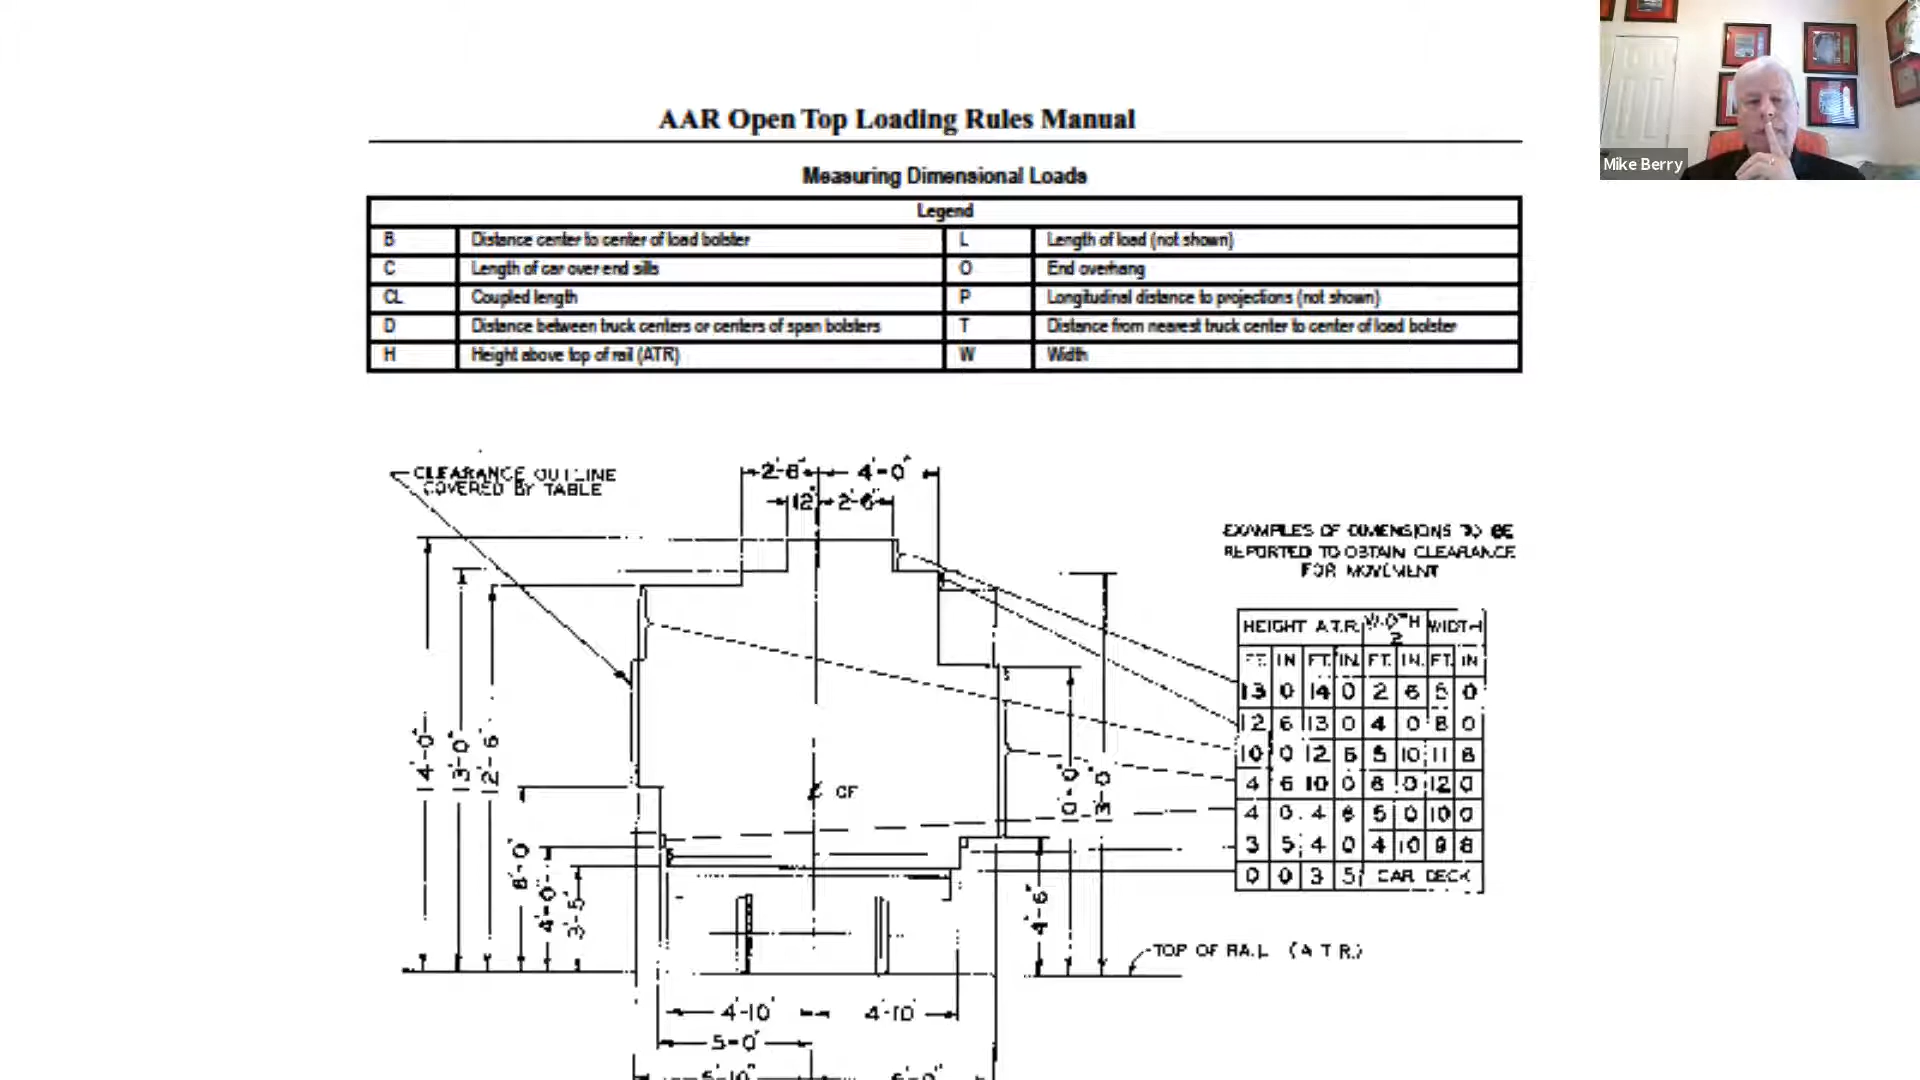 AAR Open Top Loading Rules Manual
Mike Berry
Measuring Dimensional Loads
Legend
B Distance center to center of load bolster L Length of load (not shown)
C Length of car over end sills O End overhang
CL Coupled length P Longitudinal distance to projections (not shown)
D Distance between truck centers or centers of span bolsters T Distance from nearest truck center to center of load bolster
H Height above top of rail (ATR) W Width
CLEARANCE OUTLINE
COVERED BY TABLE
4'-0"
12" 2'-6"
EXAMPLES OF DIMENSIONS TO BE
REPORTED TO OBTAIN CLEARANCE
FOR MOVEMENT
HEIGHT A.T.R. WIDTH 2 WIDTH
FT. IN FT. IN. FT. IN. FT. IN
13 0 14 0 2 6 5 0
12 6 13 0 4 0 8 0
10 0 12 6 5 10 11 8
4 6 10 0 6 0 12 0
4 0 4 6 5 0 10 0
3 5 4 0 4 10 9 8
0 0 3 5 CAR DECK
14'-0"
13'-0"
12'-6"
4'-0"
3'-5"
10'-0"
13'-0"
4'-6"
TOP OF RAIL (A T R)
4'-10" 4'-10"
5'-0"
5'-10" 6'-0"